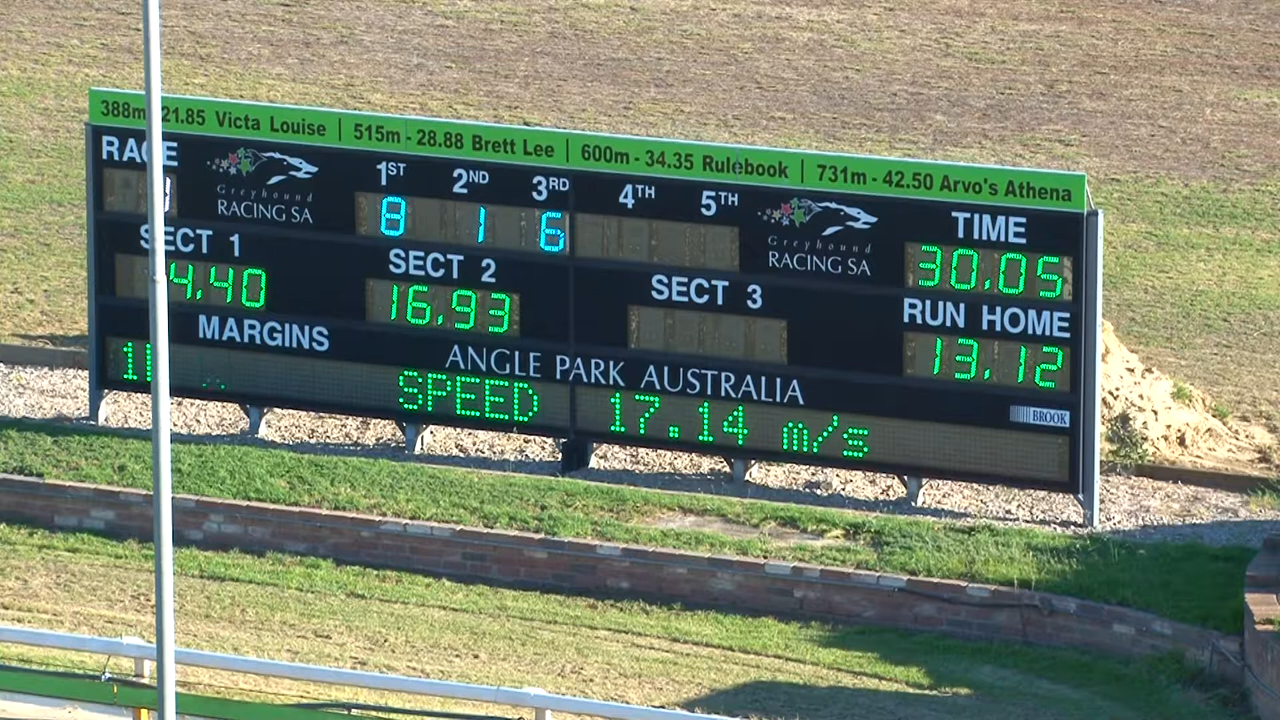 388m 21.85 Victa Louise | 515m - 28.88 Brett Lee | 600m - 34.35 Rulebook | 731m - 42.50 Arvo's Athena
RACE
Greyhound
RACING SA
1ST 2ND 3RD 4TH 5TH
8 1 6
Greyhound
RACING SA
TIME
30.05
SECT 1
4.40
SECT 2
16.93
SECT 3
RUN HOME
13.12
MARGINS
ANGLE PARK AUSTRALIA
SPEED 17.14 m/s
BROOK